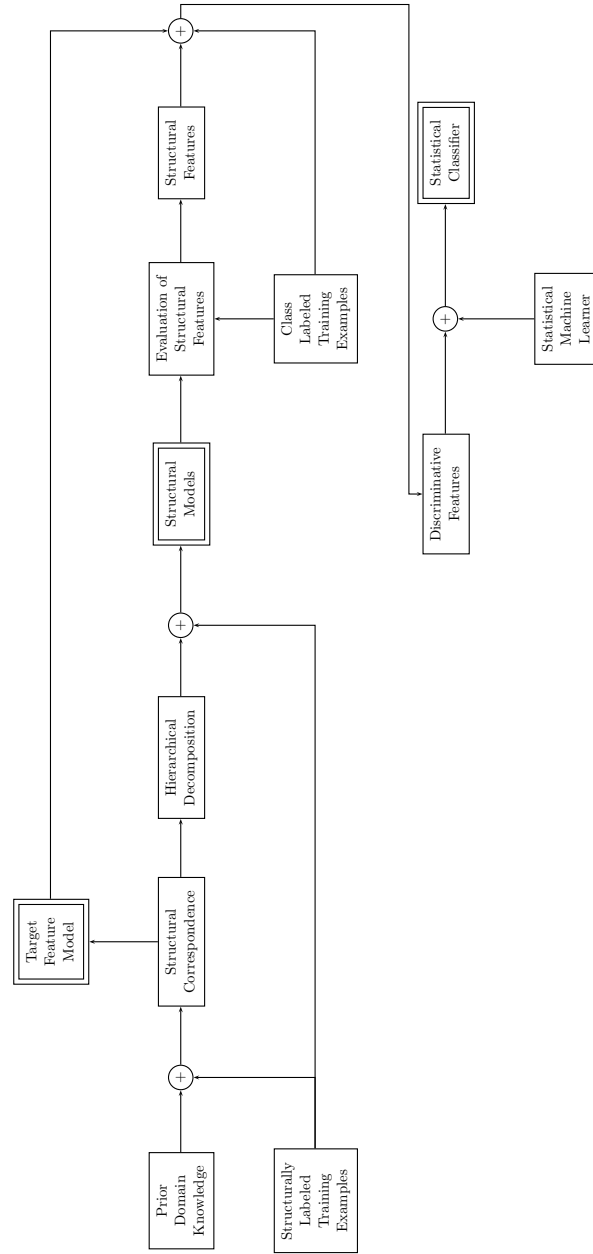 Target
Feature
Model
Prior
Domain
Knowledge
+
Structural
Correspondence
Hierarchical
Decomposition
+
Structural
Models
Evaluation of
Structural
Features
Structural
Features
+
Structurally
Labeled
Training
Examples
Class
Labeled
Training
Examples
Discriminative
Features
+
Statistical
Classifier
Statistical
Machine
Learner